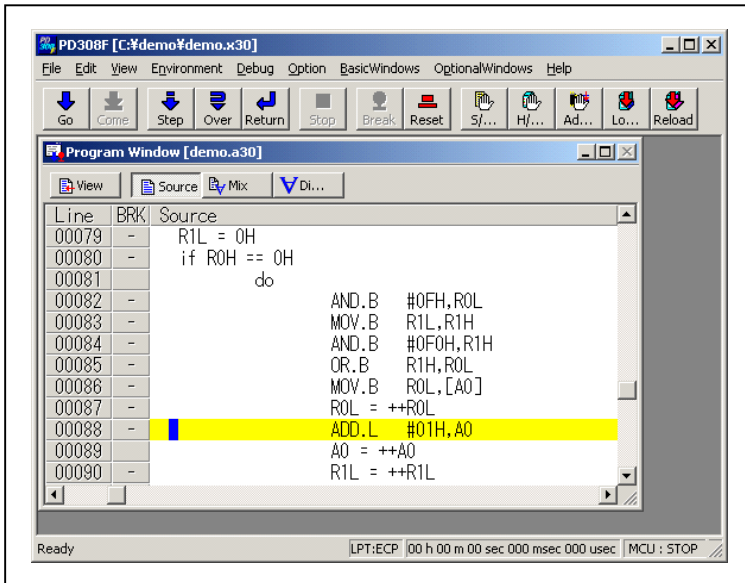 PD308F [C:¥demo¥demo.x30]
File Edit View Environment Debug Option BasicWindows OptionalWindows Help
Go Come Step Over Return Stop Break Reset S/... H/... Ad... Lo... Reload
Program Window [demo.a30]
View Source Mix Di...
Line BRK Source
00079 - R1L = 0H
00080 - if R0H == 0H
00081 do
00082 - AND.B #0FH,R0L
00083 - MOV.B R1L,R1H
00084 - AND.B #0F0H,R1H
00085 - OR.B R1H,R0L
00086 - MOV.B R0L,[A0]
00087 - R0L = ++R0L
00088 - ADD.L #01H,A0
00089 A0 = ++A0
00090 - R1L = ++R1L
Ready LPT:ECP 00 h 00 m 00 sec 000 msec 000 usec MCU : STOP